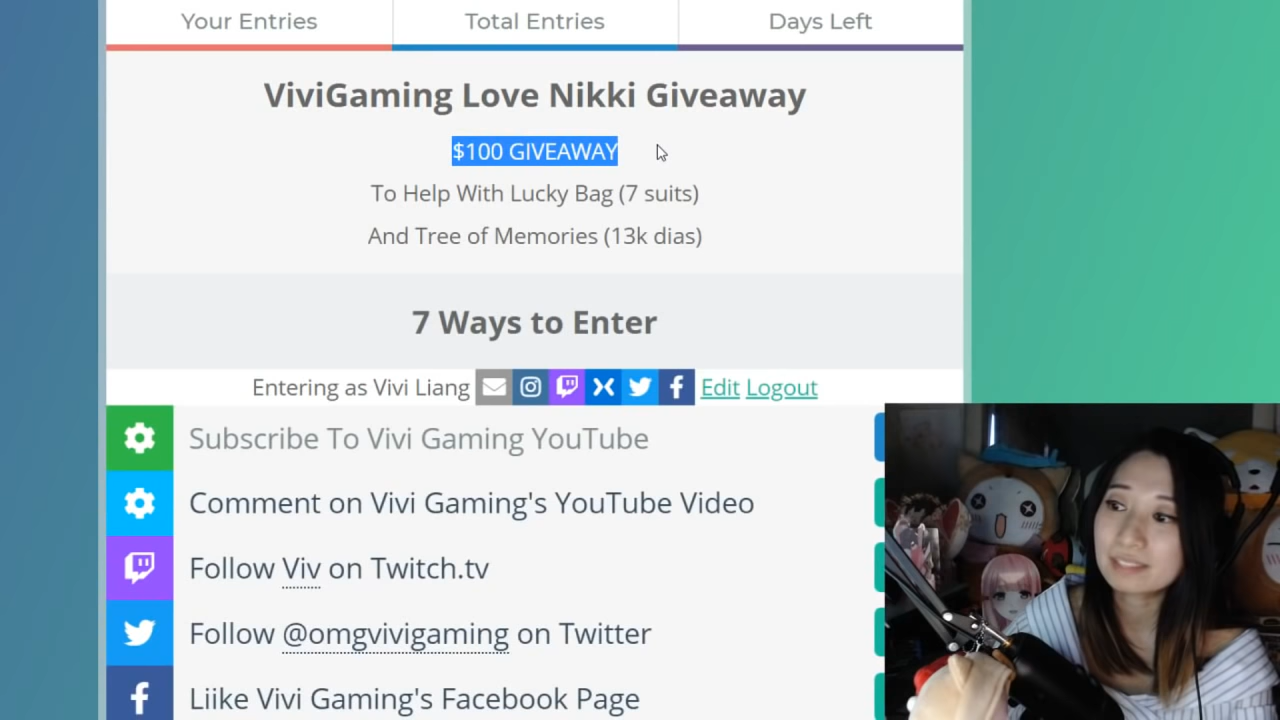 Your Entries
Total Entries
Days Left
ViviGaming Love Nikki Giveaway
$100 GIVEAWAY
To Help With Lucky Bag (7 suits)
And Tree of Memories (13k dias)
7 Ways to Enter
Entering as Vivi Liang Edit Logout
Subscribe To Vivi Gaming YouTube
Comment on Vivi Gaming's YouTube Video
Follow Viv on Twitch.tv
Follow @omgvivigaming on Twitter
Liike Vivi Gaming's Facebook Page